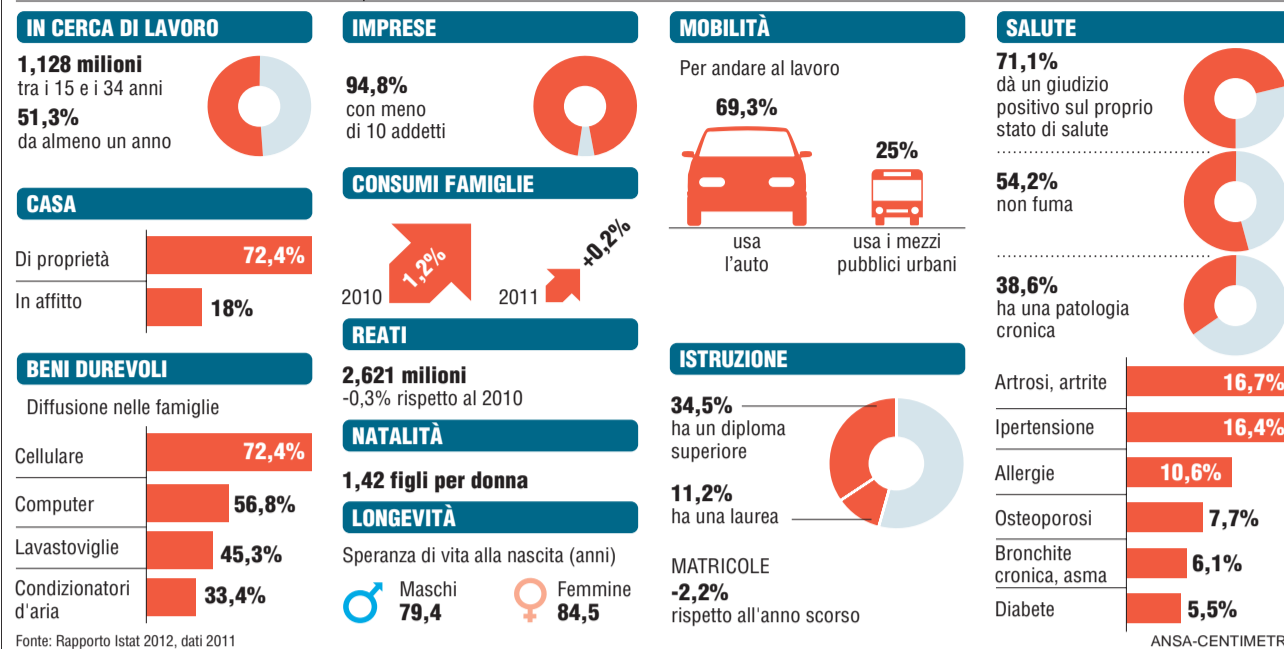 IN CERCA DI LAVORO
1,128 milioni
tra i 15 e i 34 anni
51,3%
da almeno un anno
CASA
Di proprietà
72,4%
In affitto
18%
BENI DUREVOLI
Diffusione nelle famiglie
Cellulare
72,4%
Computer
56,8%
Lavastoviglie
45,3%
Condizionatori
d'aria
33,4%
Fonte: Rapporto Istat 2012, dati 2011
IMPRESE
94,8%
con meno
di 10 addetti
CONSUMI FAMIGLIE
2010
1,2%
2011
+0,2%
REATI
2,621 milioni
-0,3% rispetto al 2010
NATALITÀ
1,42 figli per donna
LONGEVITÀ
Speranza di vita alla nascita (anni)
Maschi
79,4
Femmine
84,5
MOBILITÀ
Per andare al lavoro
69,3%
usa
l'auto
25%
usa i mezzi
pubblici urbani
ISTRUZIONE
34,5%
ha un diploma
superiore
11,2%
ha una laurea
MATRICOLE
-2,2%
rispetto all'anno scorso
SALUTE
71,1%
dà un giudizio
positivo sul proprio
stato di salute
54,2%
non fuma
38,6%
ha una patologia
cronica
Artrosi, artrite
16,7%
Ipertensione
16,4%
Allergie
10,6%
Osteoporosi
7,7%
Bronchite
cronica, asma
6,1%
Diabete
5,5%
ANSA-CENTIMETR